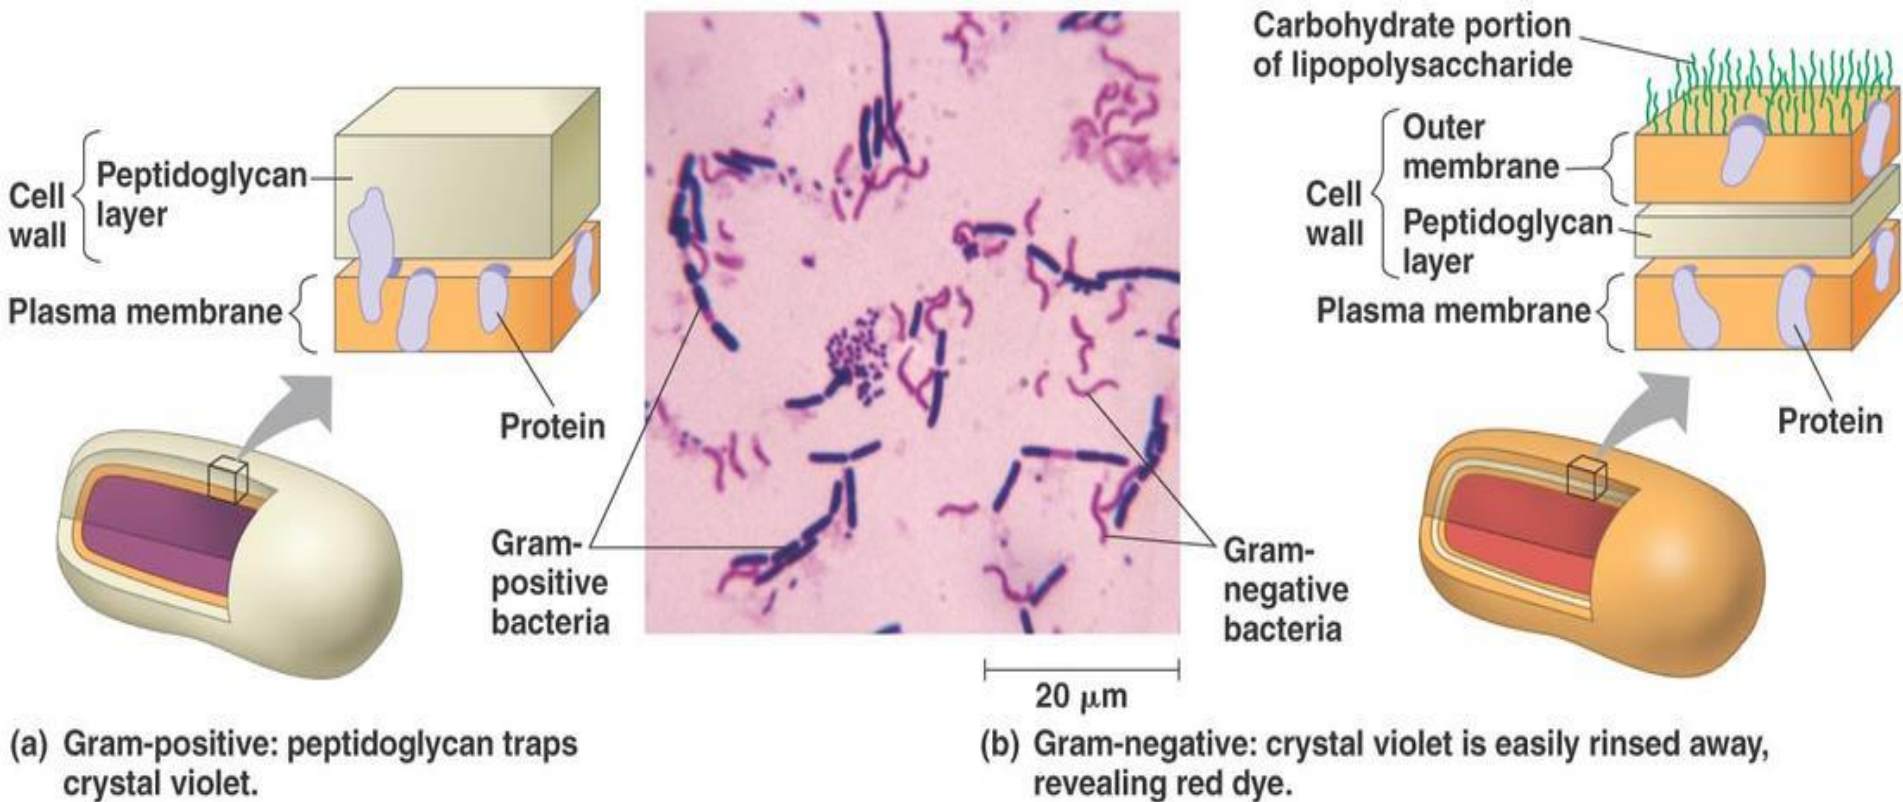 Cell
wall
Peptidoglycan
layer
Plasma membrane
Protein
Gram-
positive
bacteria
(a) Gram-positive: peptidoglycan traps
crystal violet.
20 μm
Carbohydrate portion
of lipopolysaccharide
Cell
wall
Outer
membrane
Peptidoglycan
layer
Plasma membrane
Protein
Gram-
negative
bacteria
(b) Gram-negative: crystal violet is easily rinsed away,
revealing red dye.